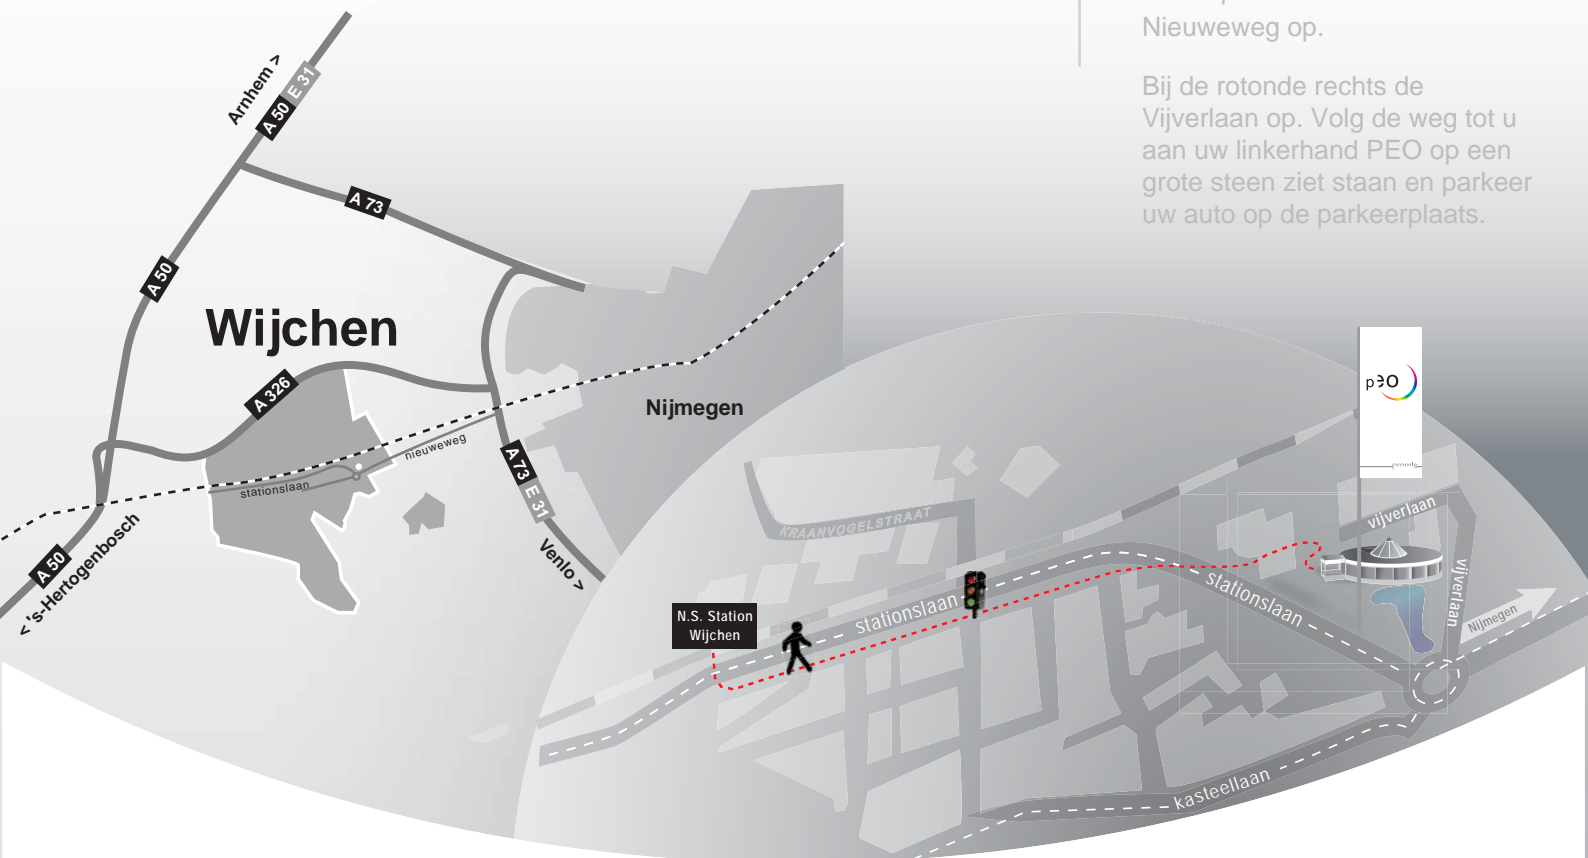 Nieuweweg op.
Bij de rotonde rechts de
Vijverlaan op. Volg de weg tot u
aan uw linkerhand PEO op een
grote steen ziet staan en parkeer
uw auto op de parkeerplaats.
Arnhem >
A 50 E 31
A 73
A 50
Wijchen
A 326
Nijmegen
nieuweweg
stationslaan
A 73 E 31
A 50
< 's-Hertogenbosch
Venlo >
peo
KRAANVOGELSTRAAT
vijverlaan
vijverlaan
stationslaan
stationslaan
N.S. Station
Wijchen
Nijmegen
kasteellaan